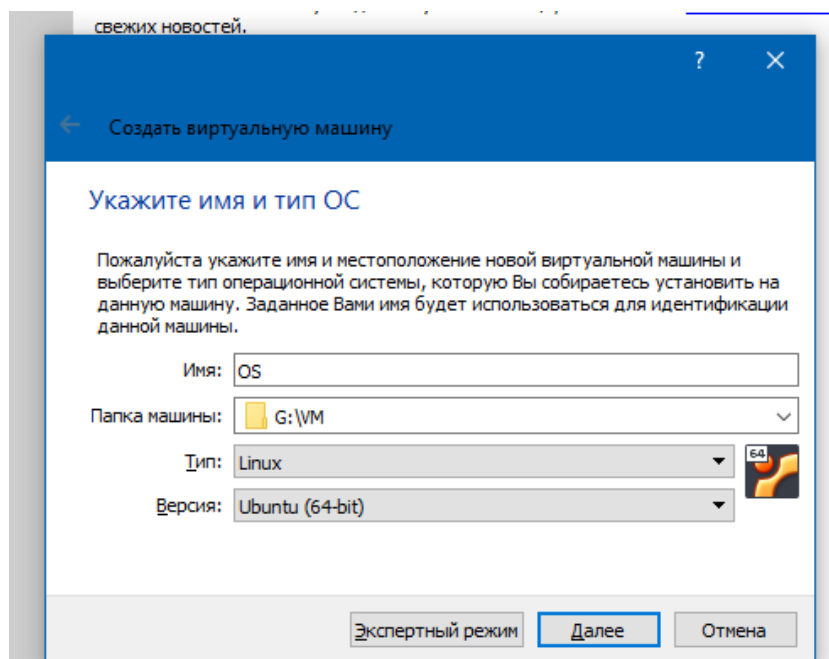 свежих новостей.
?
Создать виртуальную машину
Укажите имя и тип ОС
Пожалуйста укажите имя и местоположение новой виртуальной машины и
выберите тип операционной системы, которую Вы собираетесь установить на
данную машину. Заданное Вами имя будет использоваться для идентификации
данной машины.
Имя: OS
Папка машины: G:\VM
Тип: Linux
64
Версия: Ubuntu (64-bit)
Экспертный режим Далее Отмена